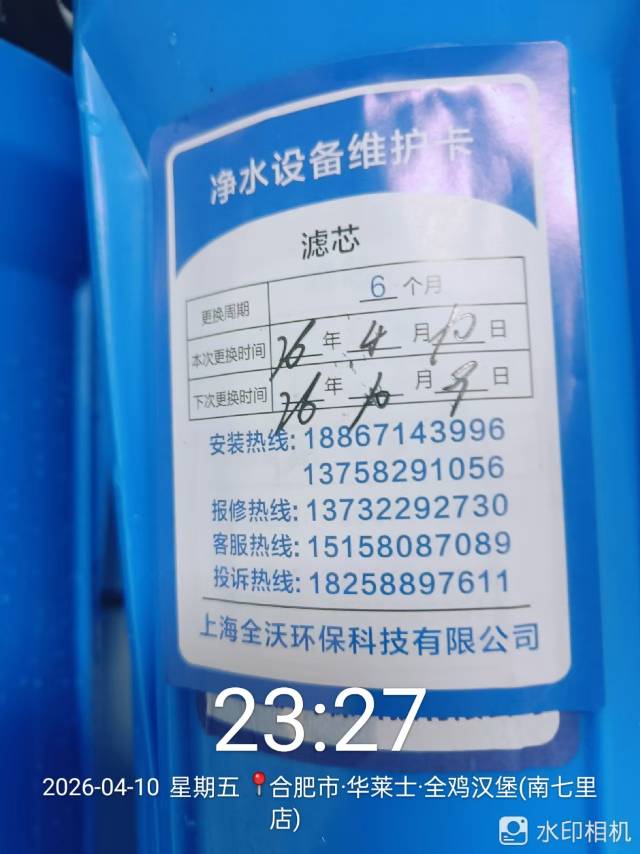 净水设备维护卡
滤芯
更换周期 6 个月
本次更换时间 26 年 4 月 10 日
下次更换时间 26 年 10 月 9 日
安装热线: 18867143996
13758291056
报修热线: 13732292730
客服热线: 15158087089
投诉热线: 18258897611
上海全沃环保科技有限公司
23:27
2026-04-10 星期五 📍合肥市·华莱士·全鸡汉堡(南七里
店)
水印相机